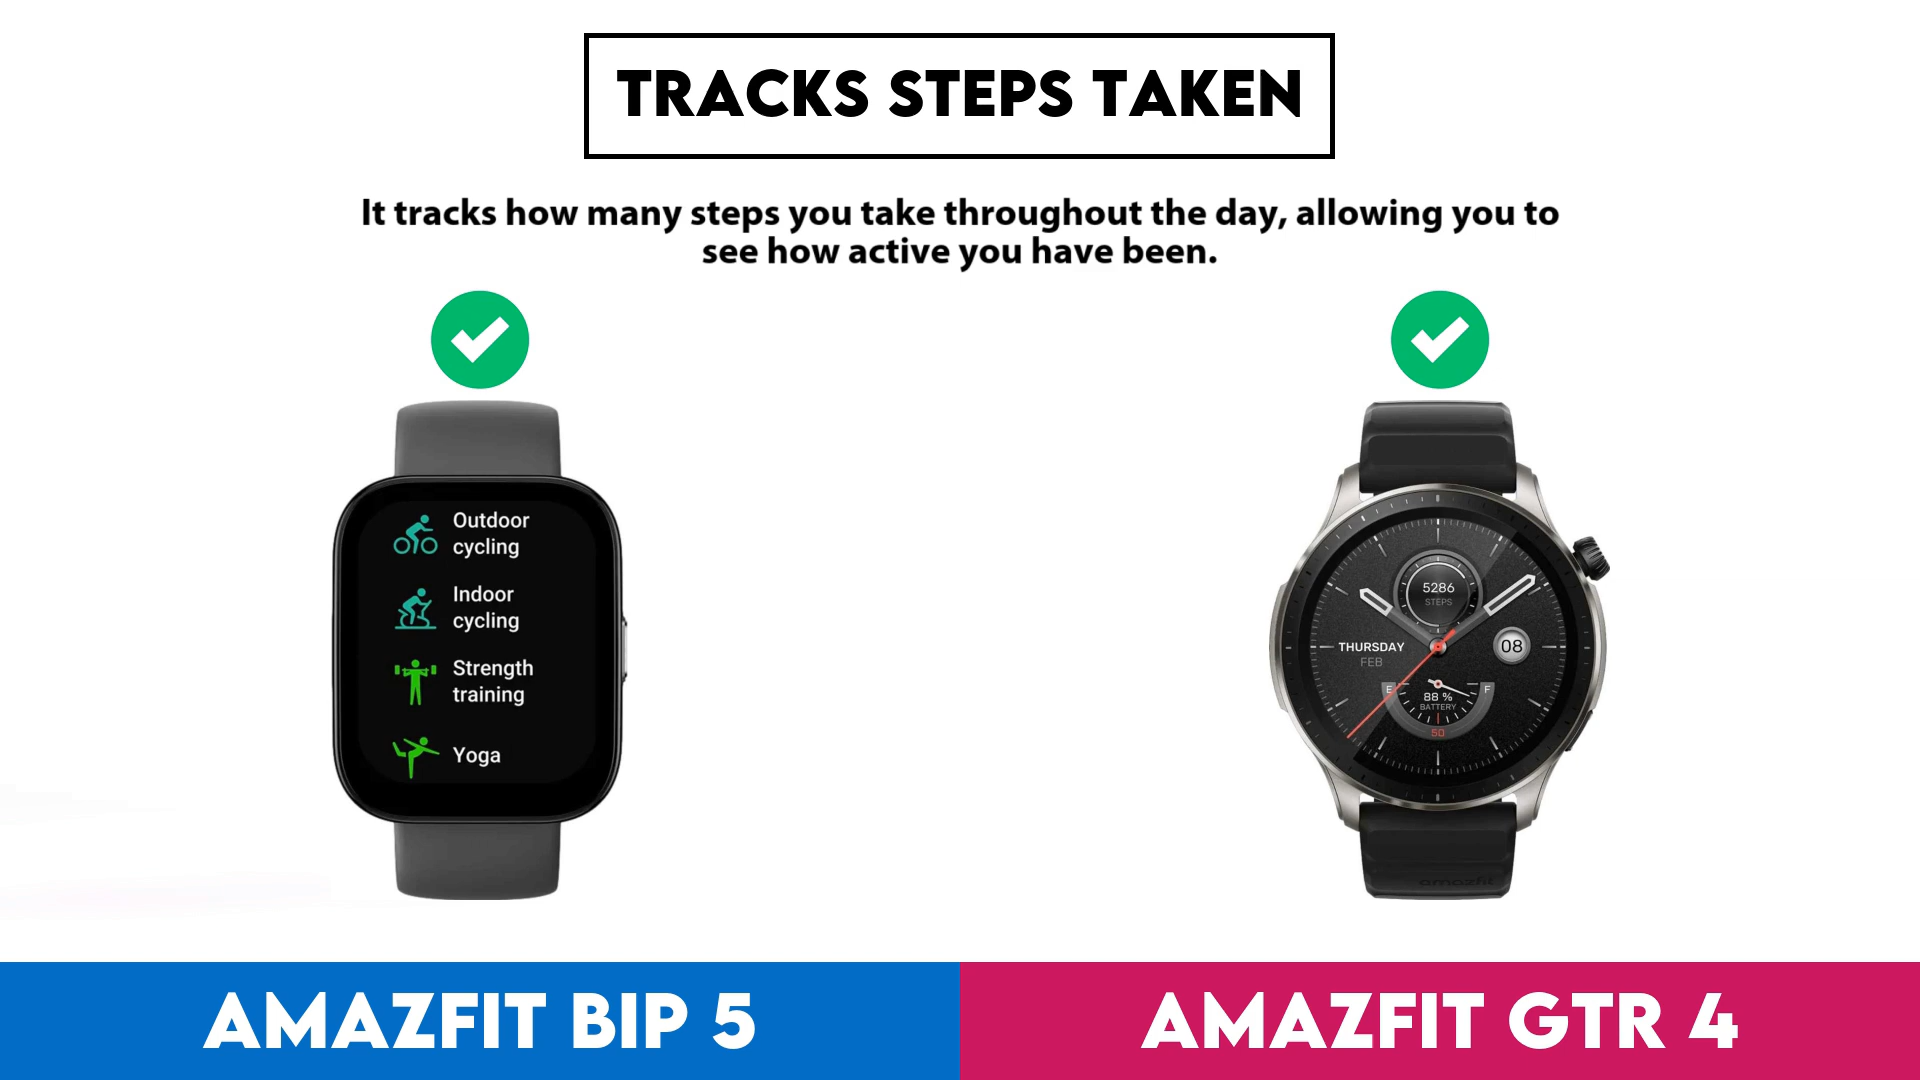 TRACKS STEPS TAKEN
It tracks how many steps you take throughout the day, allowing you to
see how active you have been.
Outdoor
cycling
Indoor
cycling
Strength
training
Yoga
5286
STEPS
THURSDAY
FEB
08
E
F
88 %
BATTERY
5D
amazfit
AMAZFIT BIP 5
AMAZFIT GTR 4